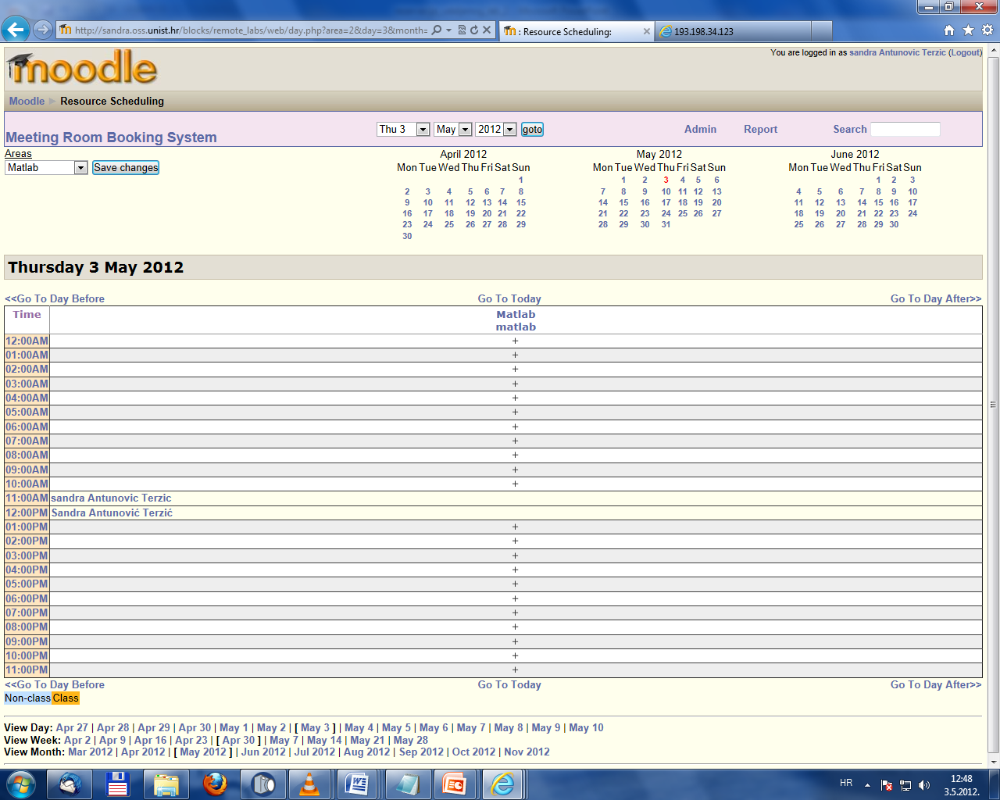 http://sandra.oss.unist.hr/blocks/remote_labs/web/day.php?area=2&day=3&month=
: Resource Scheduling:
193.198.34.123
moodle
You are logged in as sandra Antunovic Terzic (Logout)
Moodle Resource Scheduling
Meeting Room Booking System
Thu 3 May 2012 goto
Admin Report Search
Areas
Matlab Save changes
April 2012
Mon Tue Wed Thu Fri Sat Sun
1
2 3 4 5 6 7 8
9 10 11 12 13 14 15
16 17 18 19 20 21 22
23 24 25 26 27 28 29
30
May 2012
Mon Tue Wed Thu Fri Sat Sun
1 2 3 4 5 6
7 8 9 10 11 12 13
14 15 16 17 18 19 20
21 22 23 24 25 26 27
28 29 30 31
June 2012
Mon Tue Wed Thu Fri Sat Sun
1 2 3
4 5 6 7 8 9 10
11 12 13 14 15 16 17
18 19 20 21 22 23 24
25 26 27 28 29 30
Thursday 3 May 2012
<<Go To Day Before Go To Today Go To Day After>>
Time Matlab
matlab
12:00AM +
01:00AM +
02:00AM +
03:00AM +
04:00AM +
05:00AM +
06:00AM +
07:00AM +
08:00AM +
09:00AM +
10:00AM +
11:00AM sandra Antunovic Terzic
12:00PM Sandra Antunović Terzić
01:00PM +
02:00PM +
03:00PM +
04:00PM +
05:00PM +
06:00PM +
07:00PM +
08:00PM +
09:00PM +
10:00PM +
11:00PM +
<<Go To Day Before Go To Today Go To Day After>>
Non-class Class
View Day: Apr 27 | Apr 28 | Apr 29 | Apr 30 | May 1 | May 2 | [ May 3 ] | May 4 | May 5 | May 6 | May 7 | May 8 | May 9 | May 10
View Week: Apr 2 | Apr 9 | Apr 16 | Apr 23 | [ Apr 30 ] | May 7 | May 14 | May 21 | May 28
View Month: Mar 2012 | Apr 2012 | [ May 2012 ] | Jun 2012 | Jul 2012 | Aug 2012 | Sep 2012 | Oct 2012 | Nov 2012
HR
12:48
3.5.2012.